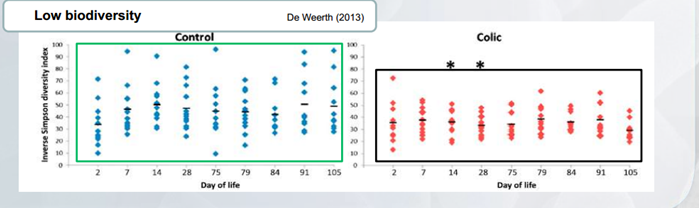 Low biodiversity
De Weerth (2013)
Control
Inverse Simpson diversity index
100
90
80
70
60
50
40
30
20
10
0
2 7 14 28 75 79 84 91 105
Day of life
Colic
100
90
80
70
60
50
40
30
20
10
0
* *
2 7 14 28 75 79 84 91 105
Day of life